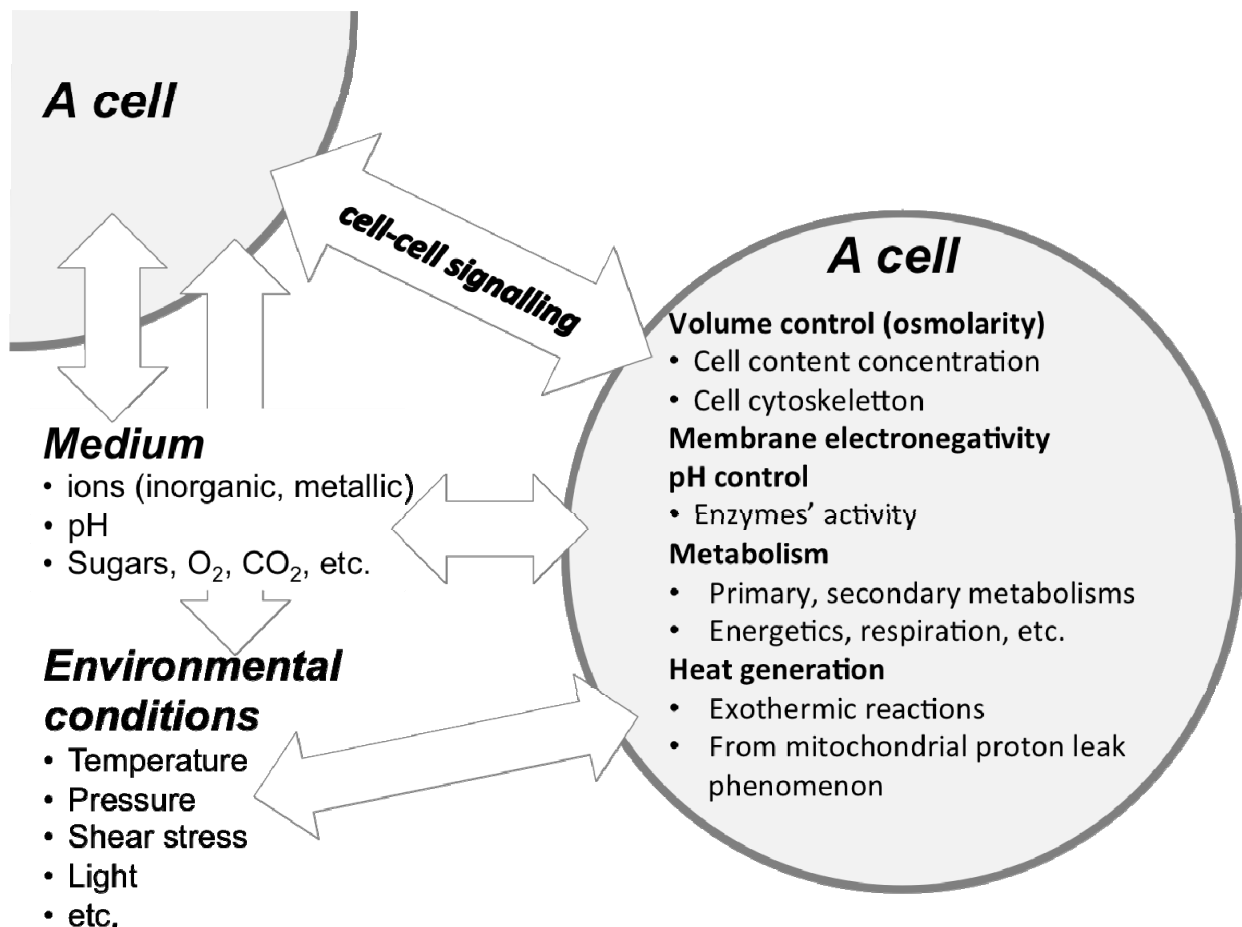 A cell
cell-cell signalling
Medium
• ions (inorganic, metallic)
• pH
• Sugars, O₂, CO₂, etc.
Environmental
conditions
• Temperature
• Pressure
• Shear stress
• Light
• etc.
A cell
Volume control (osmolarity)
• Cell content concentration
• Cell cytoskeletton
Membrane electronegativity
pH control
• Enzymes’ activity
Metabolism
• Primary, secondary metabolisms
• Energetics, respiration, etc.
Heat generation
• Exothermic reactions
• From mitochondrial proton leak
phenomenon